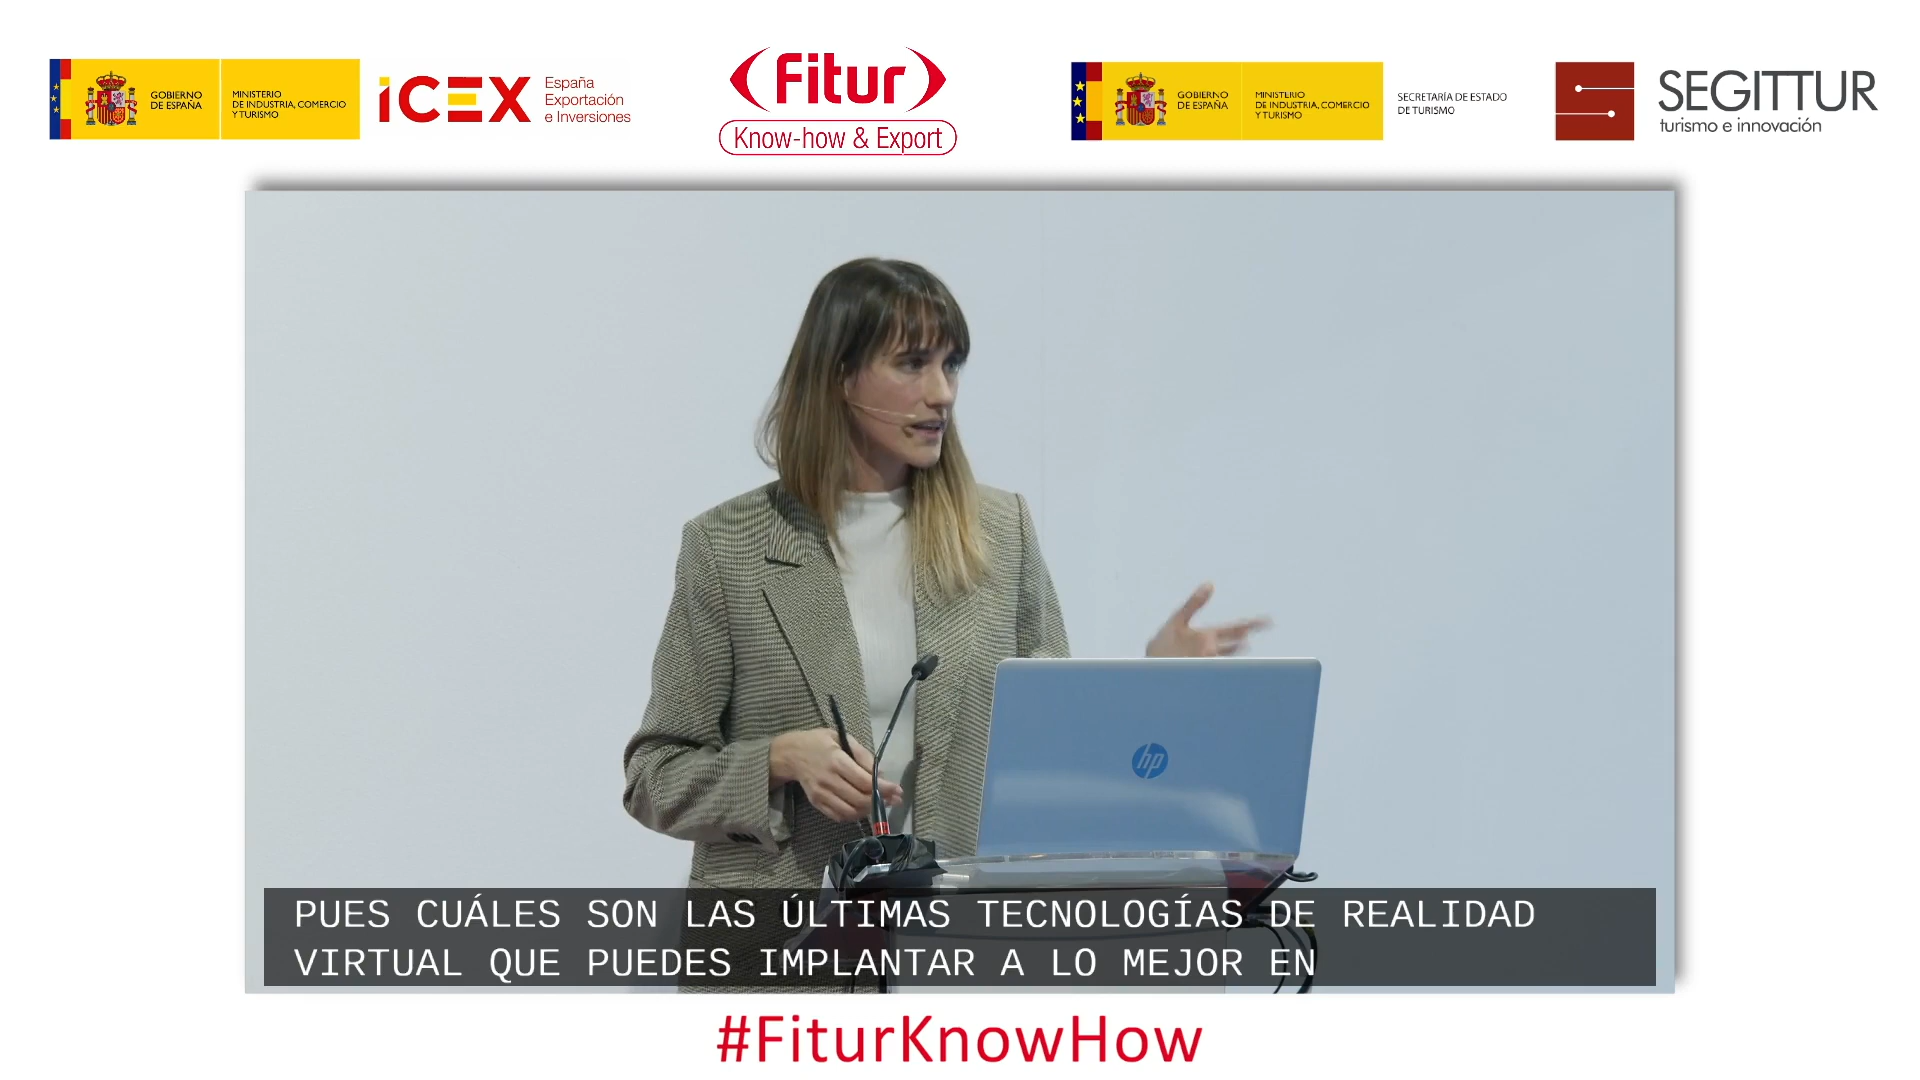 GOBIERNO
DE ESPAÑA
MINISTERIO
DE INDUSTRIA, COMERCIO
Y TURISMO
iCEX
España
Exportación
e Inversiones
Fitur
Know-how & Export
GOBIERNO
DE ESPAÑA
MINISTERIO
DE INDUSTRIA, COMERCIO
Y TURISMO
SECRETARÍA DE ESTADO
DE TURISMO
SEGITTUR
turismo e innovación
hp
PUES CUÁLES SON LAS ÚLTIMAS TECNOLOGÍAS DE REALIDAD
VIRTUAL QUE PUEDES IMPLANTAR A LO MEJOR EN
#FiturKnowHow